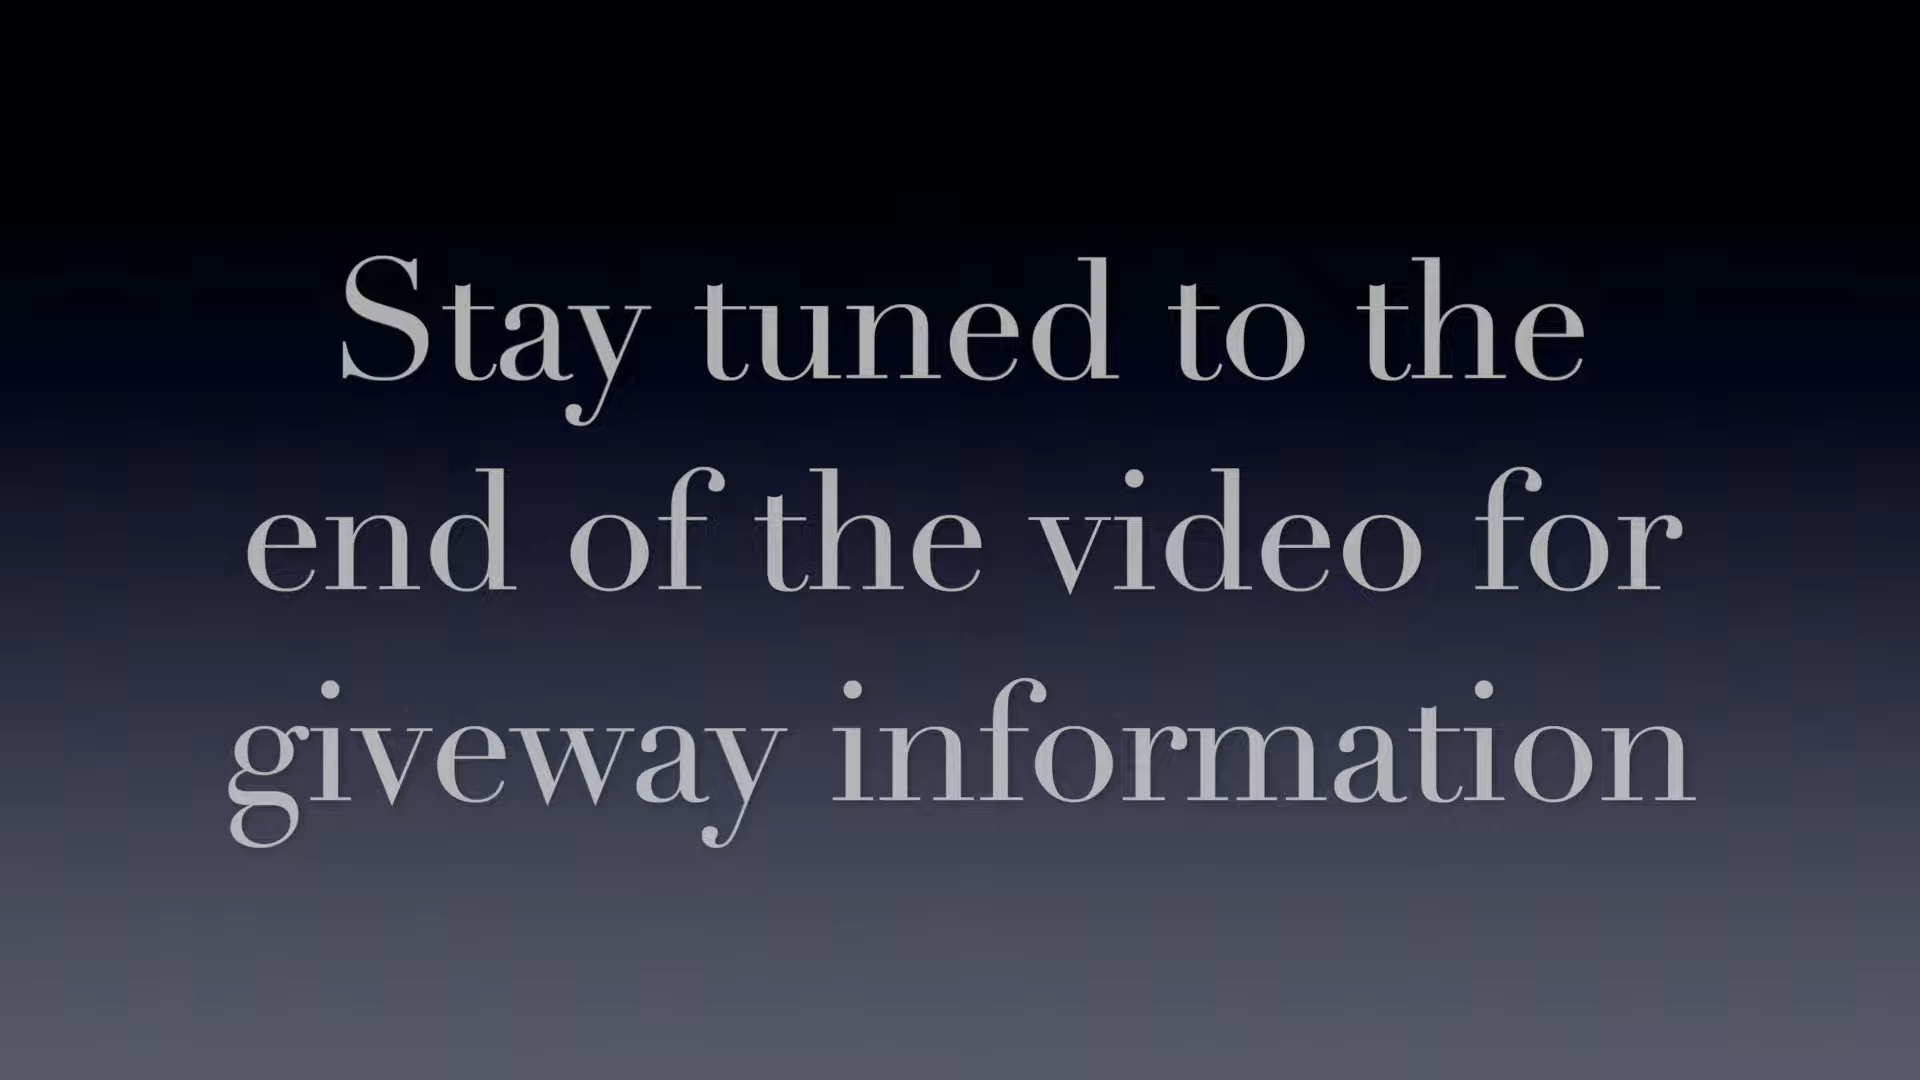 Stay tuned to the
end of the video for
giveway information